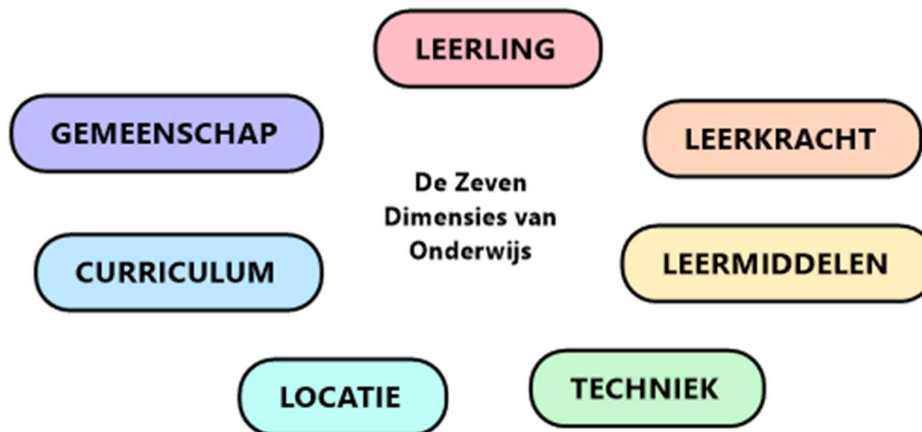 LEERLING
GEMEENSCHAP
LEERKRACHT
De Zeven
Dimensies van
Onderwijs
CURRICULUM
LEERMIDDELEN
LOCATIE
TECHNIEK